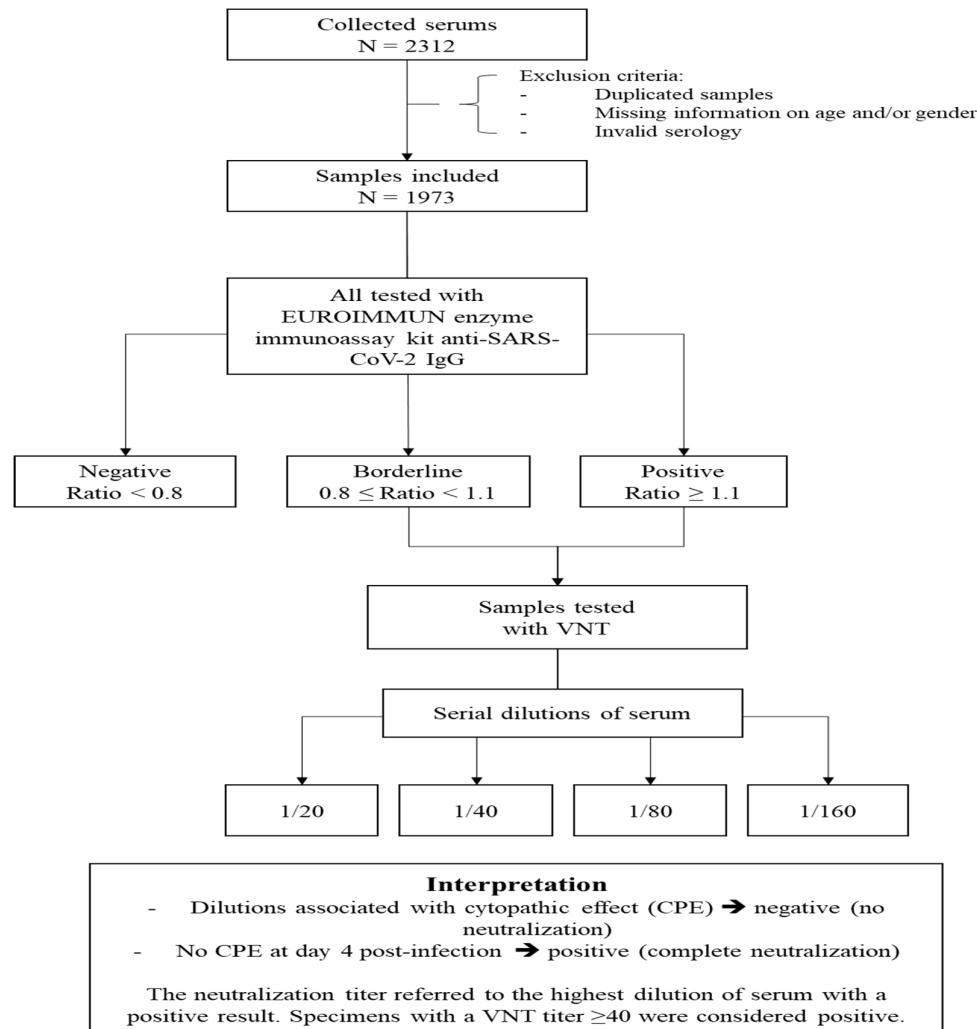 Collected serums
N = 2312
Exclusion criteria:
- Duplicated samples
- Missing information on age and/or gender
- Invalid serology
Samples included
N = 1973
All tested with
EUROIMMUN enzyme
immunoassay kit anti-SARS-
CoV-2 IgG
Negative
Ratio < 0.8
Borderline
0.8 ≤ Ratio < 1.1
Positive
Ratio ≥ 1.1
Samples tested
with VNT
Serial dilutions of serum
1/20
1/40
1/80
1/160
Interpretation
- Dilutions associated with cytopathic effect (CPE) ➔ negative (no
neutralization)
- No CPE at day 4 post-infection ➔ positive (complete neutralization)
The neutralization titer referred to the highest dilution of serum with a
positive result. Specimens with a VNT titer ≥40 were considered positive.